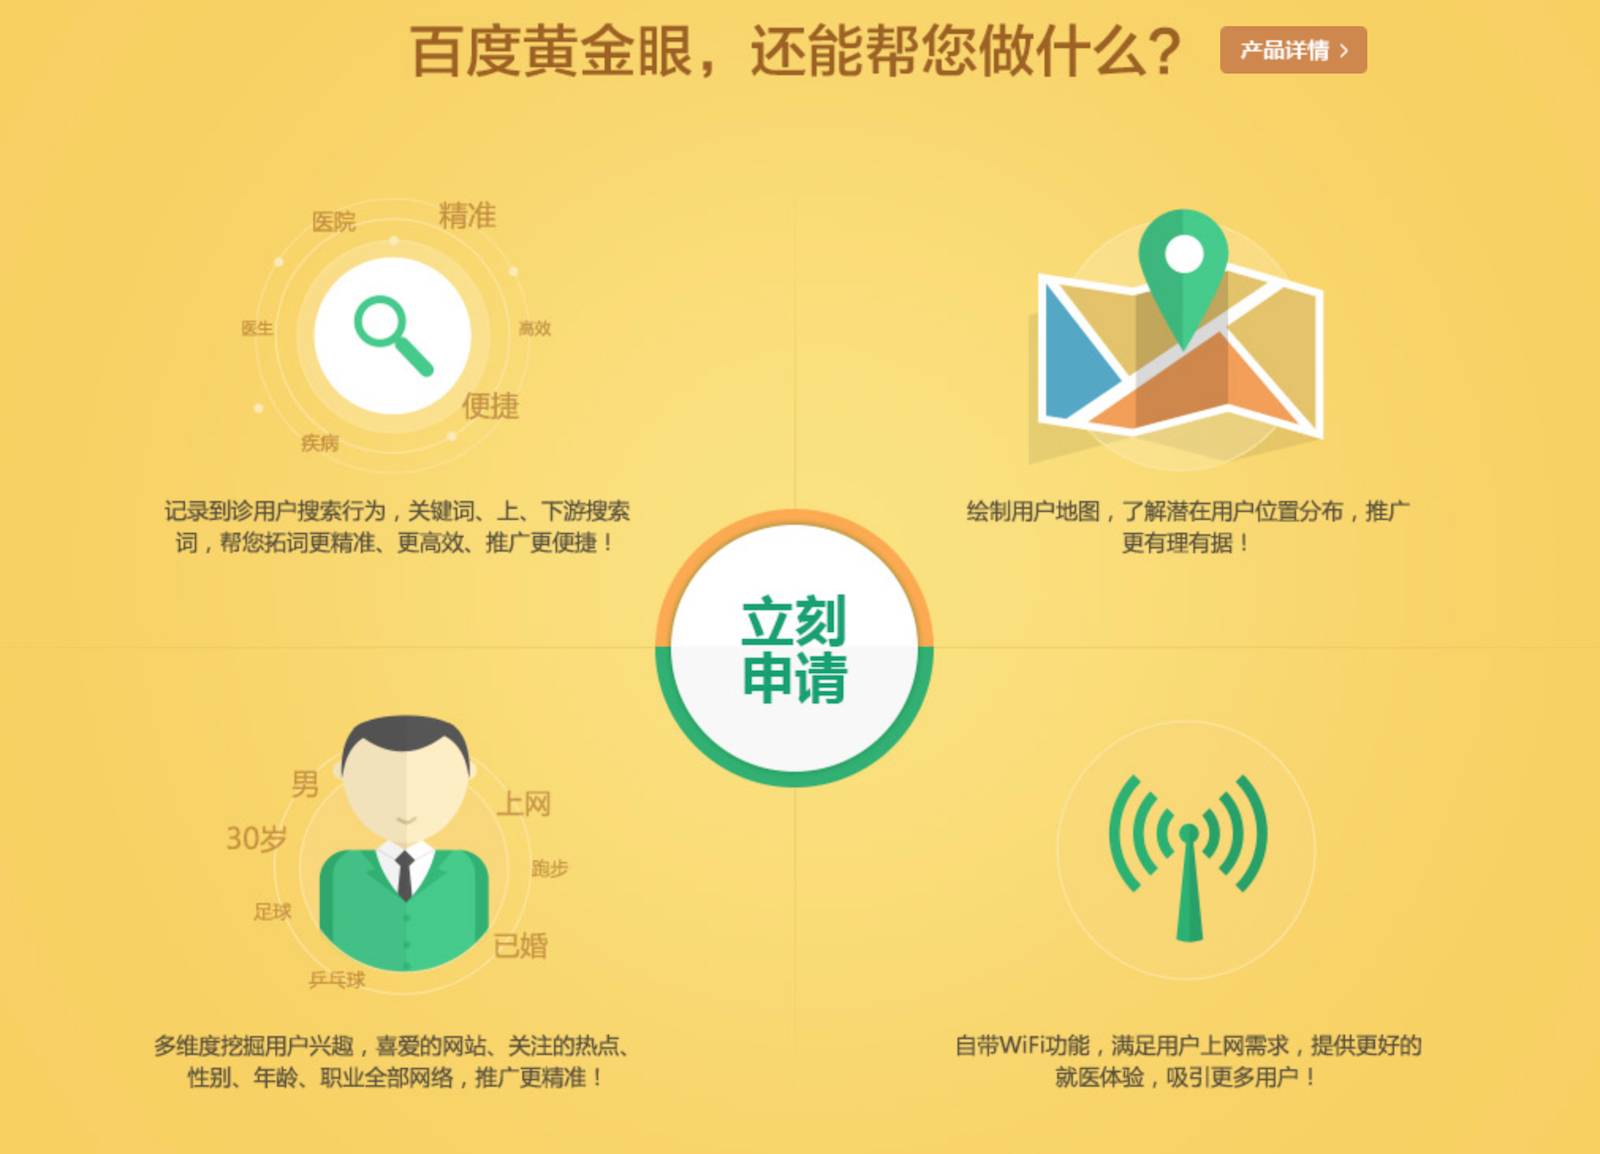 百度黄金眼，还能帮您做什么？
产品详情 >
医院
精准
医生
高效
便捷
疾病
记录到诊用户搜索行为，关键词、上、下游搜索
词，帮您拓词更精准、更高效、推广更便捷！
绘制用户地图，了解潜在用户位置分布，推广
更有理有据！
立刻
申请
男
上网
30岁
跑步
足球
已婚
乒乓球
多维度挖掘用户兴趣，喜爱的网站、关注的热点、
性别、年龄、职业全部网络，推广更精准！
自带WiFi功能，满足用户上网需求，提供更好的
就医体验，吸引更多用户！